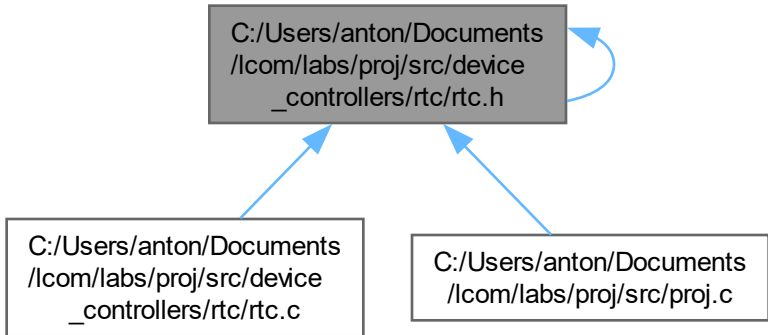 C:/Users/anton/Documents
/lcom/labs/proj/src/device
_controllers/rtc/rtc.h
C:/Users/anton/Documents
/lcom/labs/proj/src/device
_controllers/rtc/rtc.c
C:/Users/anton/Documents
/lcom/labs/proj/src/proj.c